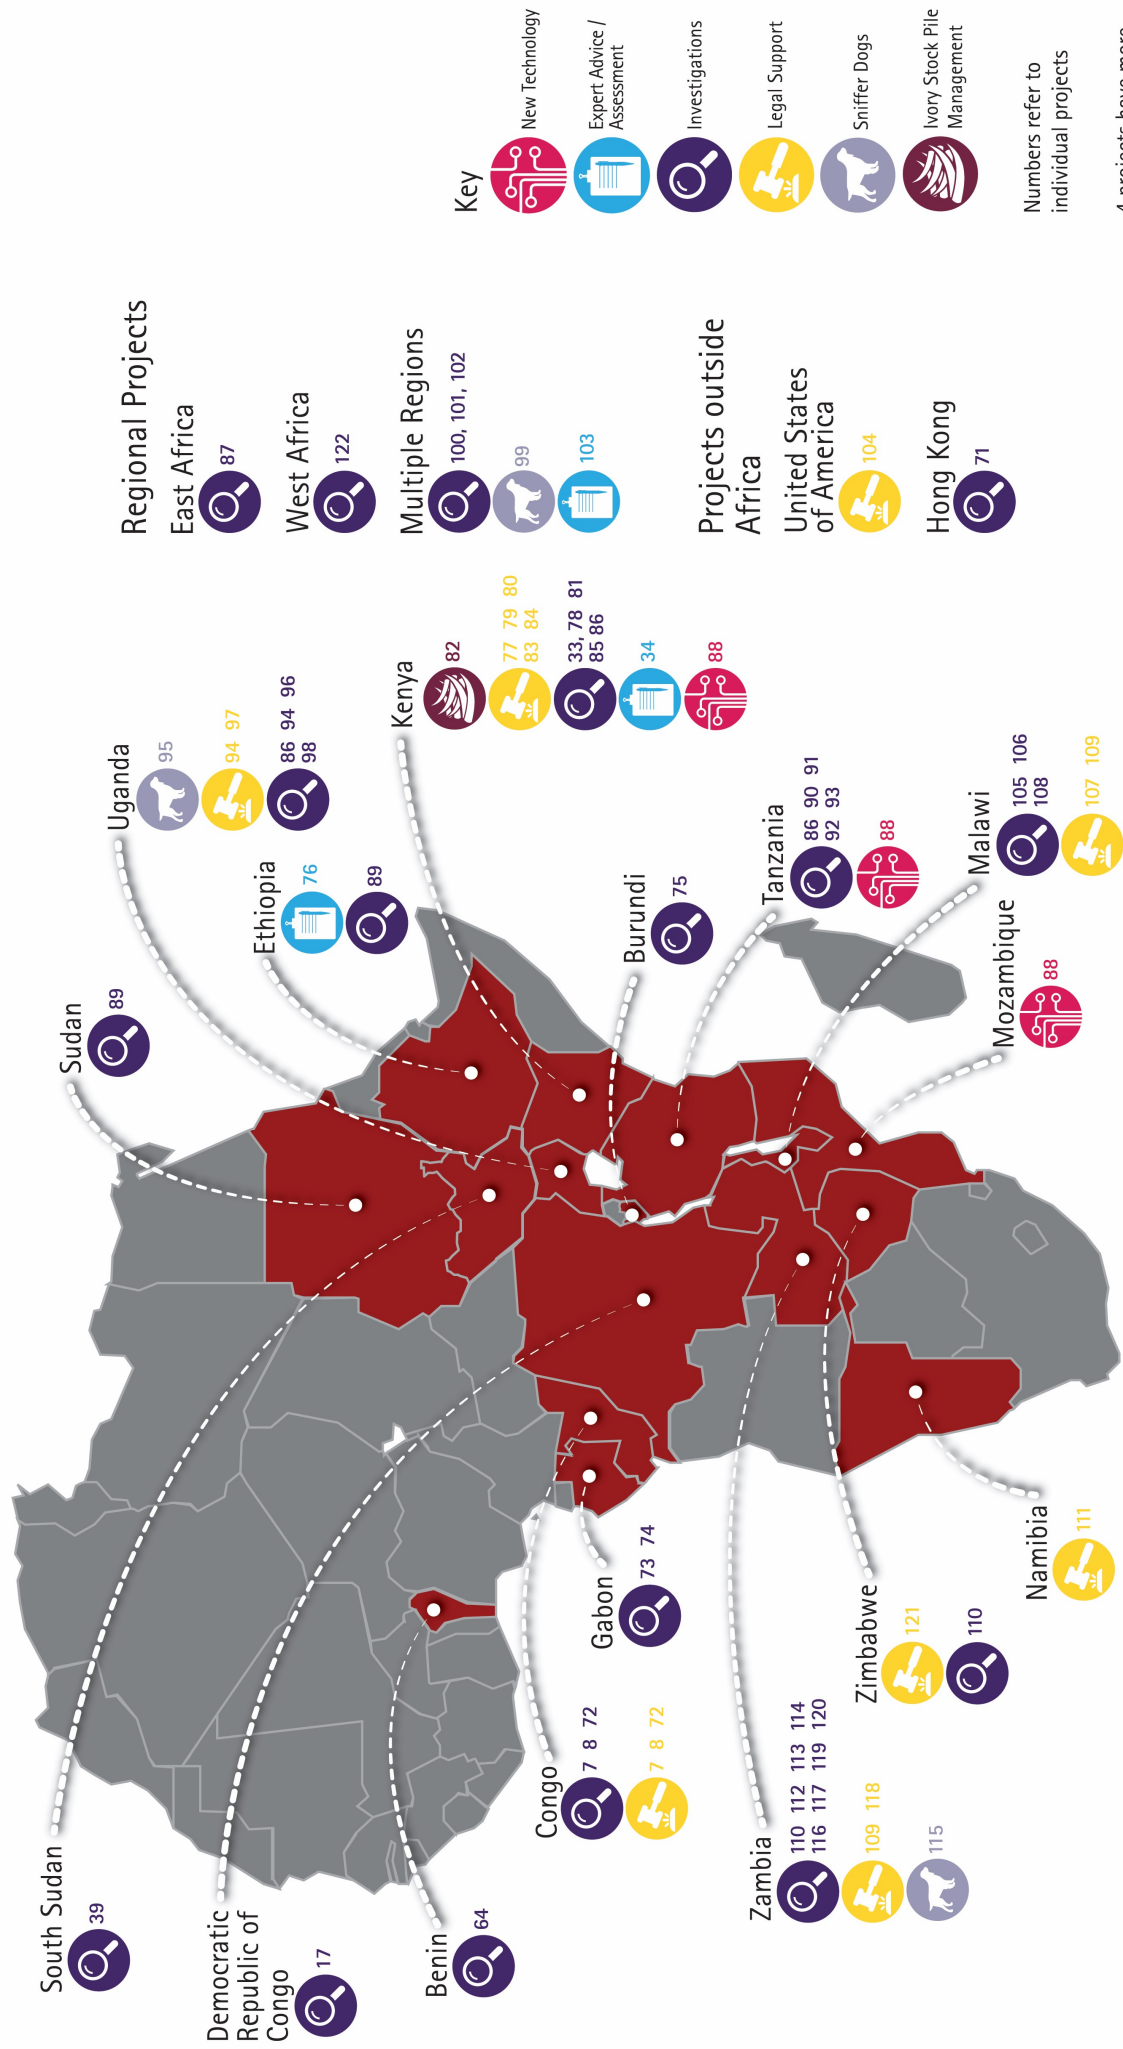 South Sudan
39
Democratic
Republic of
Congo
17
Benin
64
Congo
7 8 72
7 8 72
Gabon
73 74
Zambia
110 112 113 114
116 117 119 120
109 118
115
Zimbabwe
121
110
Namibia
111
Sudan
89
Ethiopia
76
89
Uganda
95
94 97
86 94 96
98
Kenya
82
77 79 80
83 84
33, 78 81
85 86
34
88
Burundi
75
Tanzania
86 90 91
92 93
88
Malawi
105 106
108
107 109
Mozambique
88
Regional Projects
East Africa
87
West Africa
122
Multiple Regions
100, 101, 102
99
103
Projects outside
Africa
United States
of America
104
Hong Kong
71
Key
New Technology
Expert Advice /
Assessment
Investigations
Legal Support
Sniffer Dogs
Ivory Stock Pile
Management
Numbers refer to
individual projects